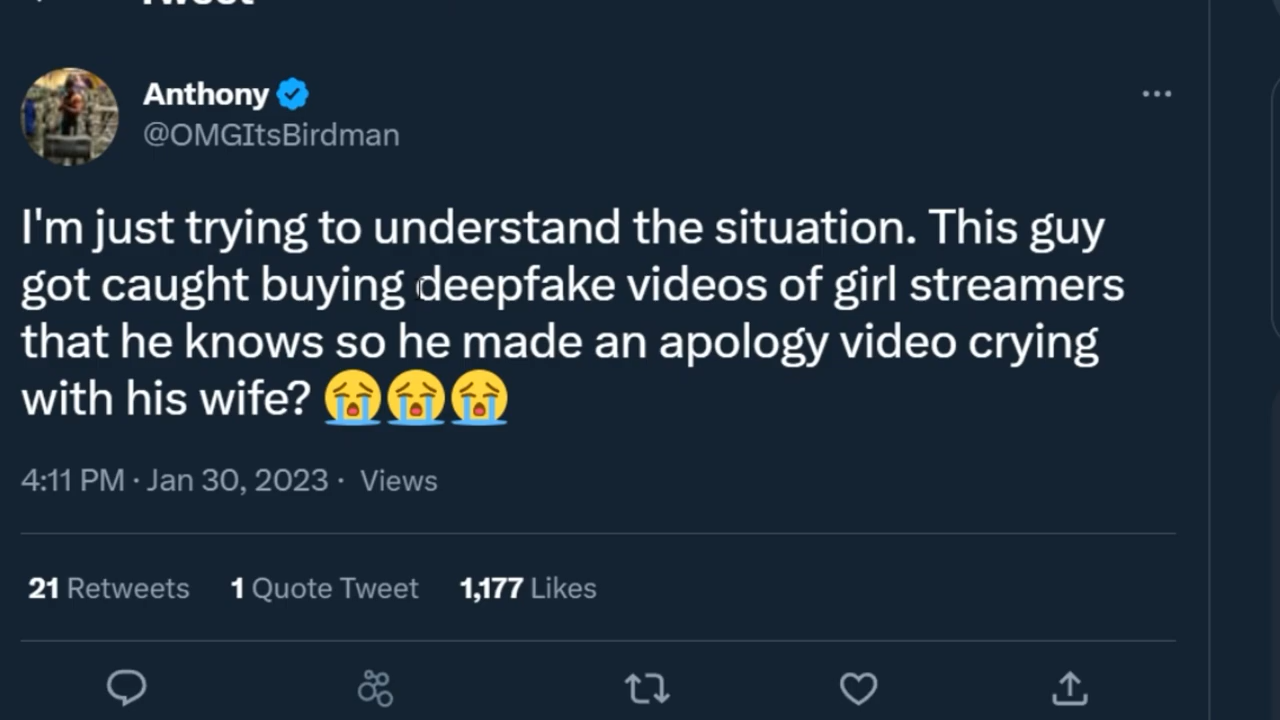 Tweet
Anthony
@OMGItsBirdman
I'm just trying to understand the situation. This guy
got caught buying deepfake videos of girl streamers
that he knows so he made an apology video crying
with his wife? 😭😭😭
4:11 PM · Jan 30, 2023 · Views
21 Retweets 1 Quote Tweet 1,177 Likes